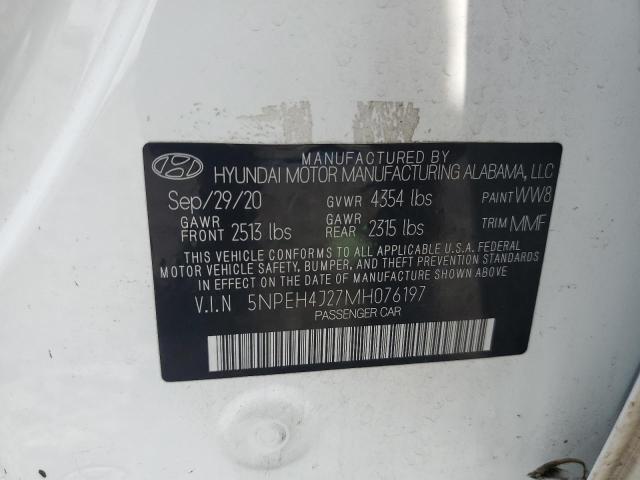 MANUFACTURED BY
HYUNDAI MOTOR MANUFACTURING ALABAMA, LLC
Sep/29/20 GVWR 4354 lbs PAINT WW8
GAWR FRONT 2513 lbs GAWR REAR 2315 lbs TRIM MMF
THIS VEHICLE CONFORMS TO ALL APPLICABLE U.S.A. FEDERAL
MOTOR VEHICLE SAFETY, BUMPER, AND THEFT PREVENTION STANDARDS
IN EFFECT ON THE DATE OF MANUFACTURE SHOWN ABOVE.
V.I.N 5NPEH4J27MH076197
PASSENGER CAR